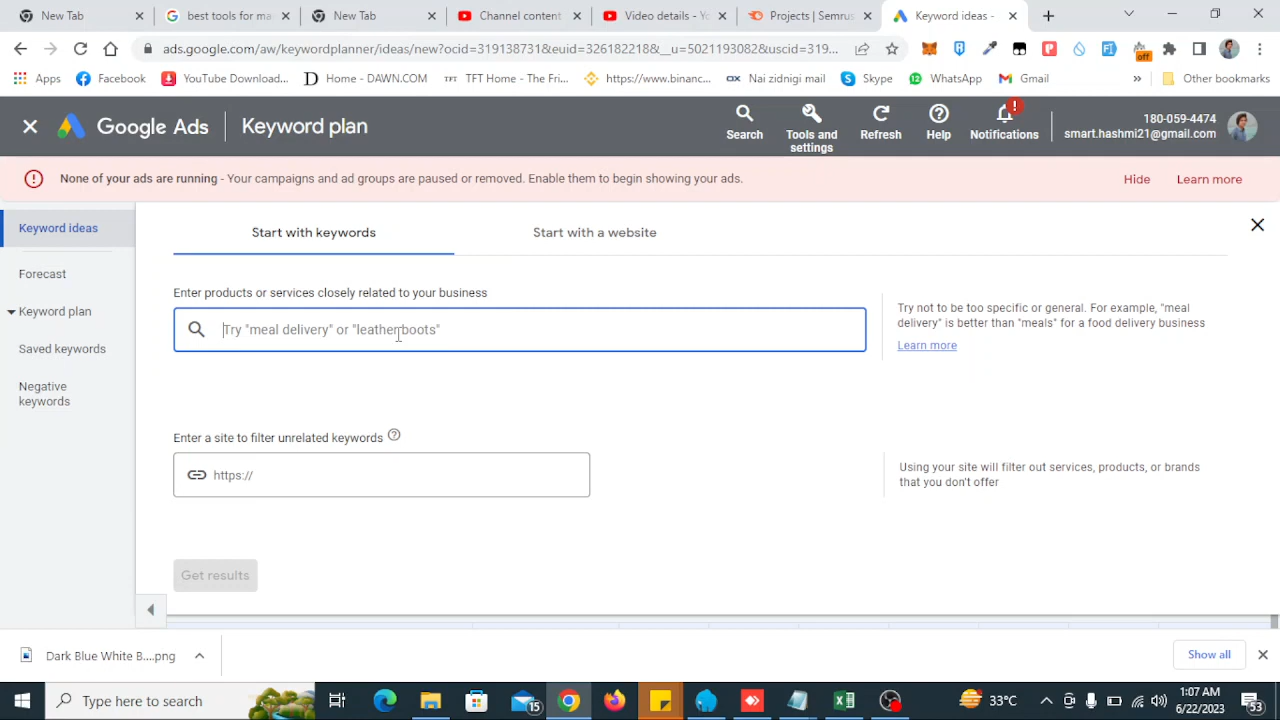 New Tab
best tools for ma
New Tab
Channel content
Video details - Yo
Projects | Semrus
Keyword ideas -
ads.google.com/aw/keywordplanner/ideas/new?ocid=319138731&euid=326182218&__u=5021193082&uscid=319...
off
Apps
Facebook
YouTube Download...
Home - DAWN.COM
TFT Home - The Fri...
https://www.binanc...
Nai zidnigi mail
Skype
WhatsApp
Gmail
»
Other bookmarks
Google Ads
Keyword plan
Search
Tools and settings
Refresh
Help
Notifications
180-059-4474
smart.hashmi21@gmail.com
None of your ads are running - Your campaigns and ad groups are paused or removed. Enable them to begin showing your ads.
Hide
Learn more
Keyword ideas
Forecast
Keyword plan
Saved keywords
Negative keywords
Start with keywords
Start with a website
Enter products or services closely related to your business
Try "meal delivery" or "leather boots"
Try not to be too specific or general. For example, "meal
delivery" is better than "meals" for a food delivery business
Learn more
Enter a site to filter unrelated keywords
https://
Using your site will filter out services, products, or brands
that you don't offer
Get results
Dark Blue White B....png
Show all
Type here to search
15
33°C
1:07 AM
6/22/2023
53